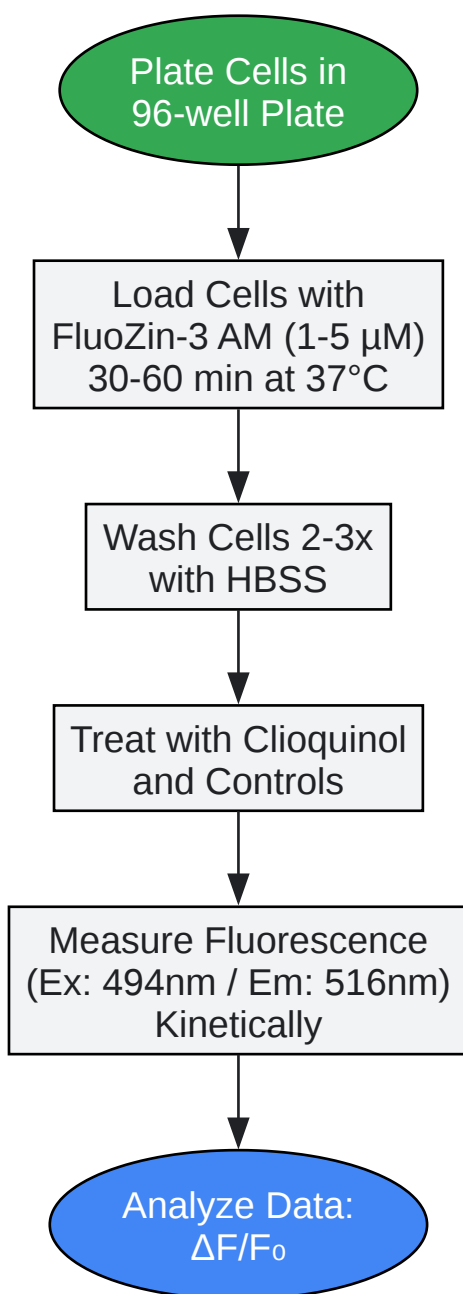 Plate Cells in
96-well Plate
Load Cells with
FluoZin-3 AM (1-5 µM)
30-60 min at 37°C
Wash Cells 2-3x
with HBSS
Treat with Clioquinol
and Controls
Measure Fluorescence
(Ex: 494nm / Em: 516nm)
Kinetically
Analyze Data:
ΔF/F₀